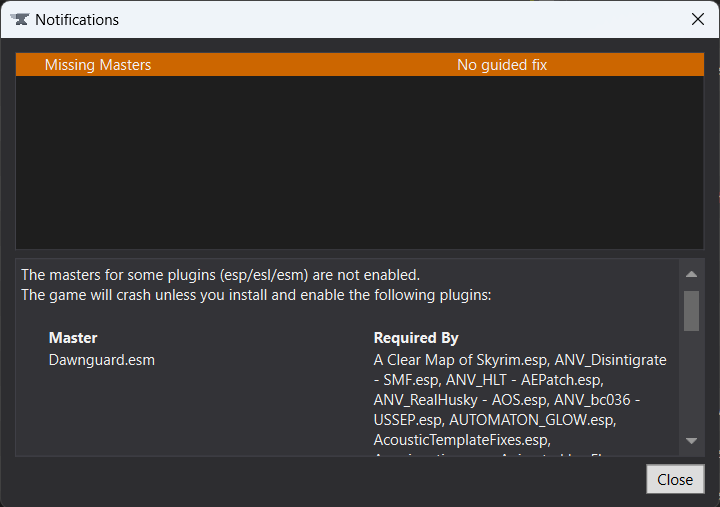 Notifications
Missing Masters No guided fix
The masters for some plugins (esp/esl/esm) are not enabled.
The game will crash unless you install and enable the following plugins:
Master Required By
Dawnguard.esm A Clear Map of Skyrim.esp, ANV_Disintigrate
- SMF.esp, ANV_HLT - AEPatch.esp,
ANV_RealHusky - AOS.esp, ANV_bc036 -
USSEP.esp, AUTOMATON_GLOW.esp,
AcousticTemplateFixes.esp,
Close